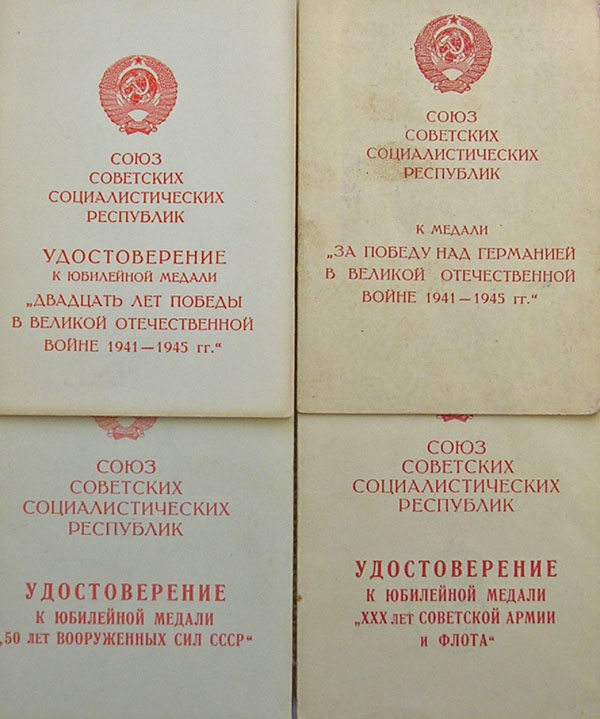 СОЮЗ
СОВЕТСКИХ
СОЦИАЛИСТИЧЕСКИХ
РЕСПУБЛИК
УДОСТОВЕРЕНИЕ
К ЮБИЛЕЙНОЙ МЕДАЛИ
„ДВАДЦАТЬ ЛЕТ ПОБЕДЫ
В ВЕЛИКОЙ ОТЕЧЕСТВЕННОЙ
ВОЙНЕ 1941—1945 гг.“
СОЮЗ
СОВЕТСКИХ
СОЦИАЛИСТИЧЕСКИХ
РЕСПУБЛИК
К МЕДАЛИ
„ЗА ПОБЕДУ НАД ГЕРМАНИЕЙ
В ВЕЛИКОЙ ОТЕЧЕСТВЕННОЙ
ВОЙНЕ 1941—1945 гг.“
СОЮЗ
СОВЕТСКИХ
СОЦИАЛИСТИЧЕСКИХ
РЕСПУБЛИК
УДОСТОВЕРЕНИЕ
К ЮБИЛЕЙНОЙ МЕДАЛИ
„50 ЛЕТ ВООРУЖЕННЫХ СИЛ СССР“
СОЮЗ
СОВЕТСКИХ
СОЦИАЛИСТИЧЕСКИХ
РЕСПУБЛИК
УДОСТОВЕРЕНИЕ
К ЮБИЛЕЙНОЙ МЕДАЛИ
„XXX ЛЕТ СОВЕТСКОЙ АРМИИ
И ФЛОТА“